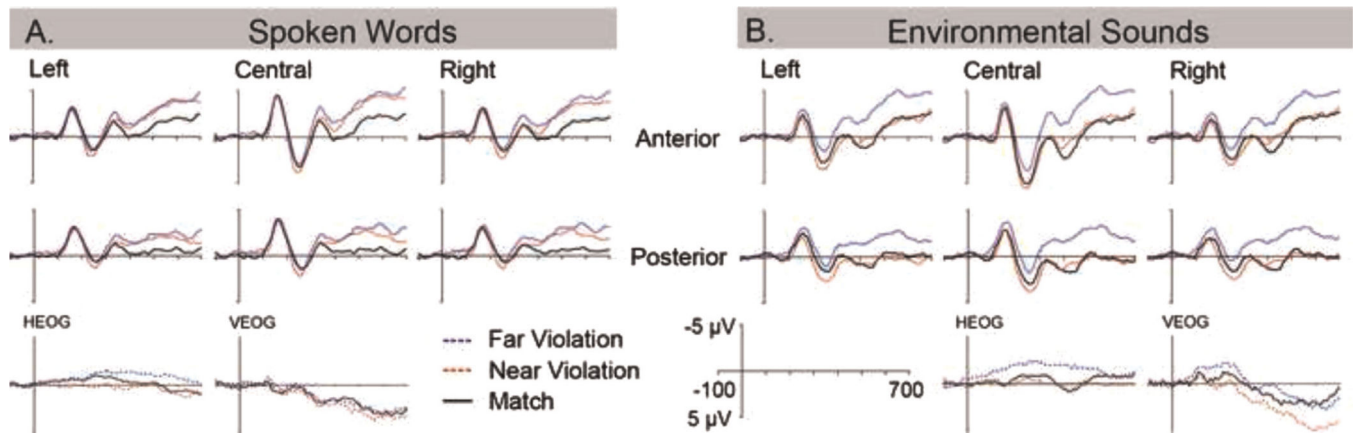 A. Spoken Words
Left Central Right
HEOG VEOG
Far Violation
Near Violation
Match
B. Environmental Sounds
Left Central Right
Anterior
Posterior
-5 µV
-100 700
5 µV
HEOG VEOG